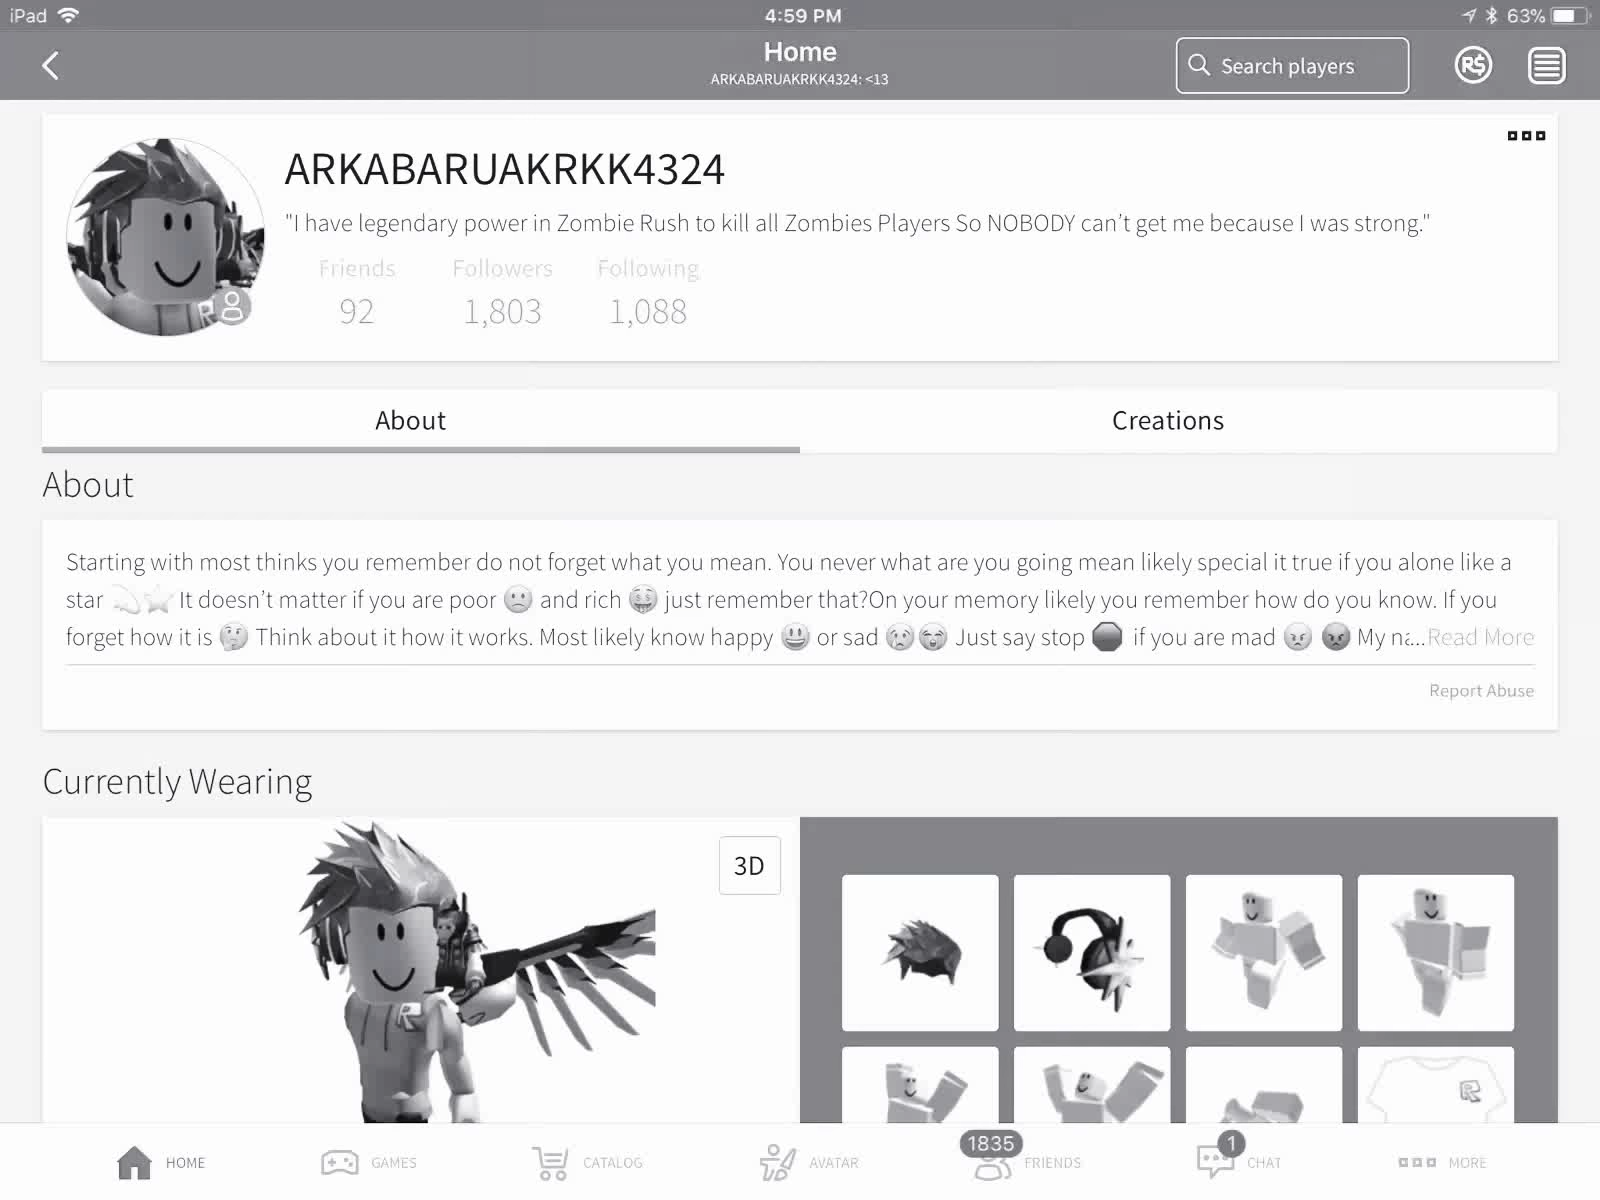 iPad 4:59 PM 63%
Home
ARKABARUAKRKK4324: <13
Search players
R$
ARKABARUAKRKK4324
"I have legendary power in Zombie Rush to kill all Zombies Players So NOBODY can’t get me because I was strong."
Friends Followers Following
92 1,803 1,088
About Creations
About
Starting with most thinks you remember do not forget what you mean. You never what are you going mean likely special it true if you alone like a
star 💫⭐ It doesn’t matter if you are poor 🙁 and rich 🤑 just remember that?On your memory likely you remember how do you know. If you
forget how it is 🤔 Think about it how it works. Most likely know happy 😃 or sad 😢😭 Just say stop 🛑 if you are mad 😠 😡 My na...Read More
Report Abuse
Currently Wearing
3D
HOME GAMES CATALOG AVATAR 1835 FRIENDS 1 CHAT MORE